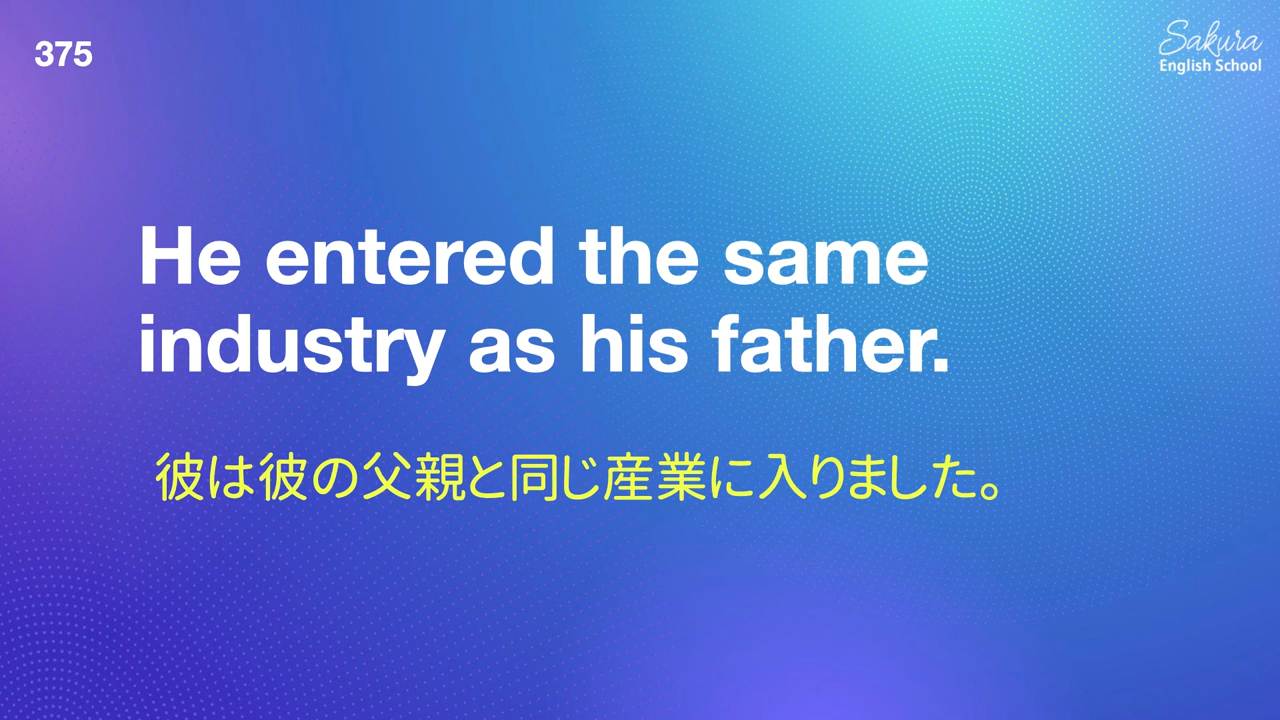 375
Sakura
English School
He entered the same
industry as his father.
彼は彼の父親と同じ産業に入りました。